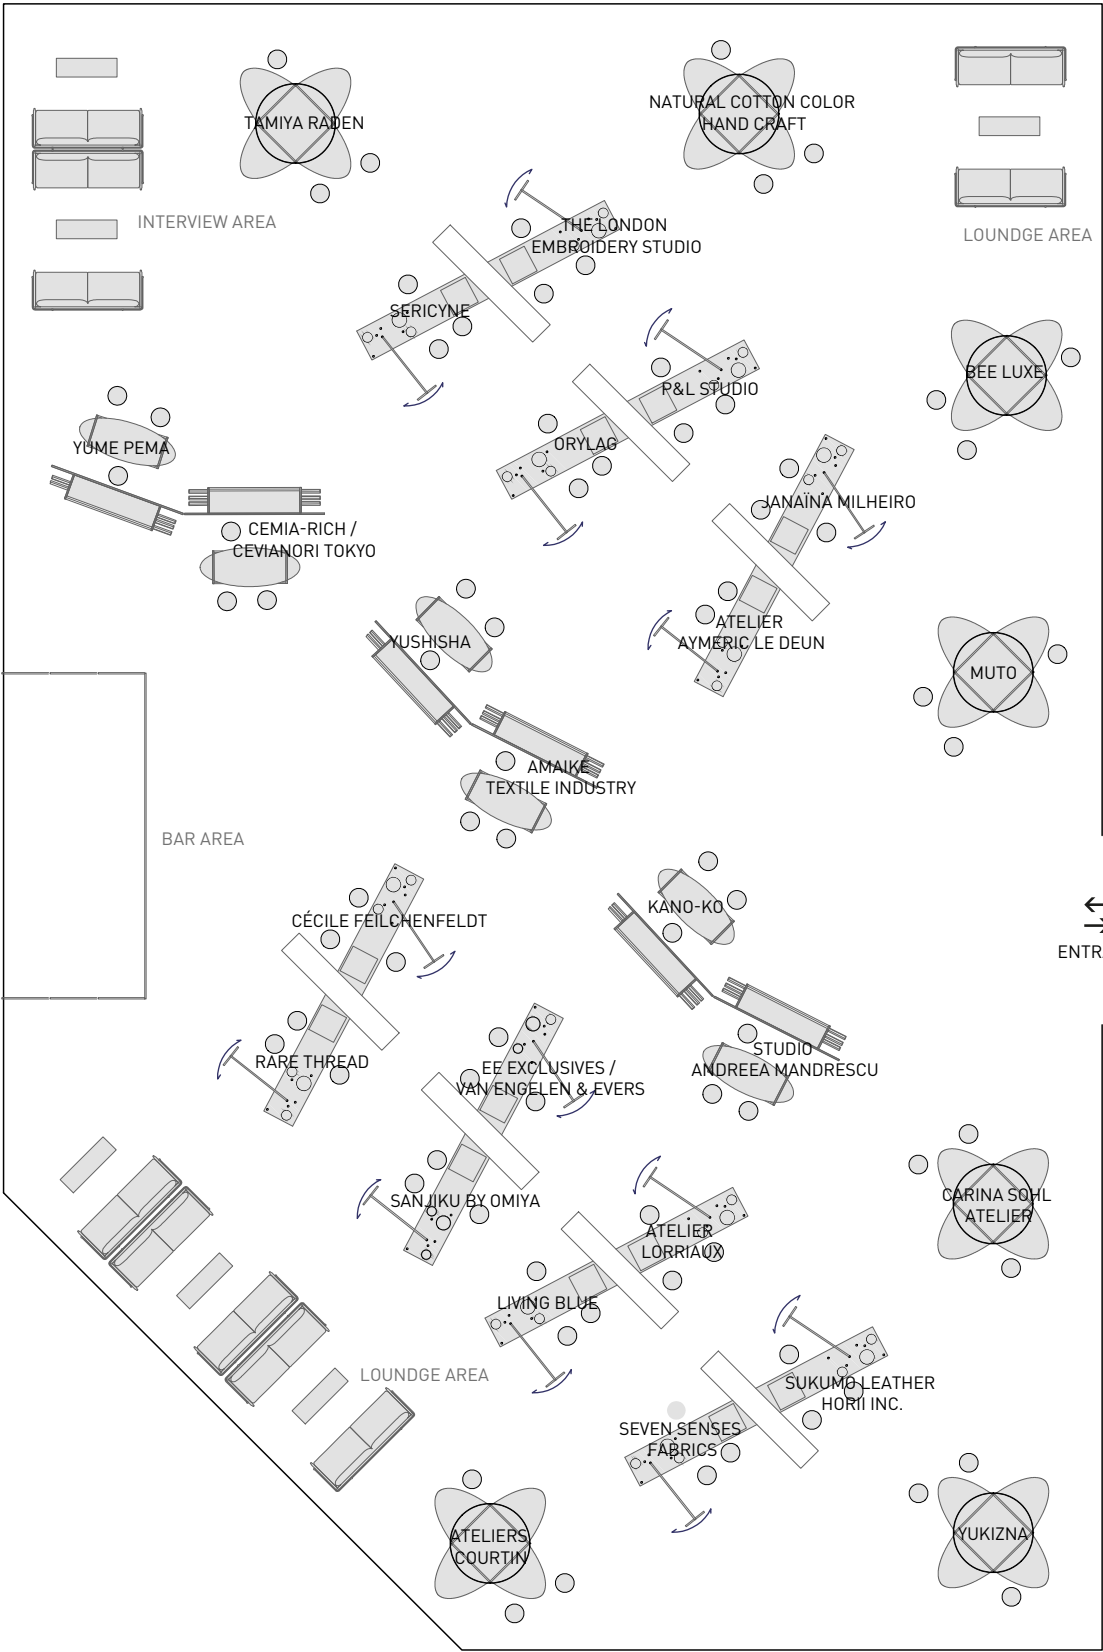 NATURAL COTTON COLOR
HAND CRAFT
TAMIYA RADEN
INTERVIEW AREA
THE LONDON
EMBROIDERY STUDIO
LOUNDGE AREA
SERICYNE
BEE LUXE
P&L STUDIO
YUME PEMA
ORYLAG
JANAÏNA MILHEIRO
CEMIA-RICH /
CEVIANORI TOKYO
ATELIER
AYMERIC LE DEUN
YUSHISHA
MUTO
AMAIKE
TEXTILE INDUSTRY
BAR AREA
KANO-KO
CÉCILE FEILCHENFELDT
ENTR
STUDIO
ANDREEA MANDRESCU
RARE THREAD
EE EXCLUSIVES /
VAN ENGELEN & EVERS
SANJIKU BY OMIYA
CARINA SOHL
ATELIER
ATELIER
LORRIAUX
LIVING BLUE
LOUNDGE AREA
SUKUMO LEATHER
HORII INC.
SEVEN SENSES
FABRICS
ATELIERS
COURTIN
YUKIZNA